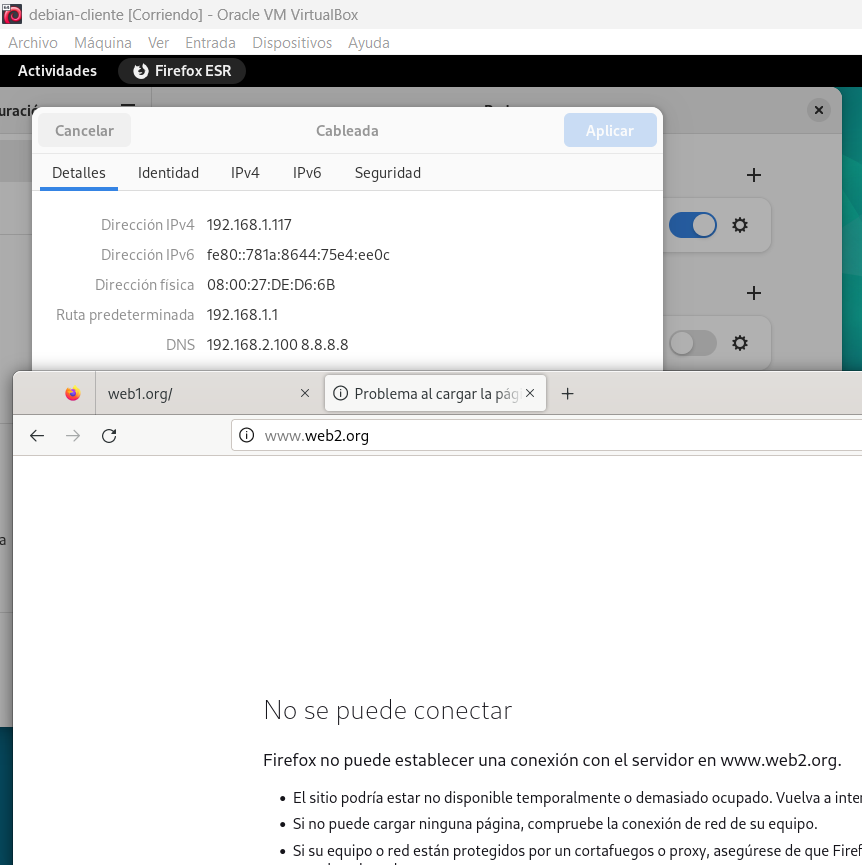 debian-cliente [Corriendo] - Oracle VM VirtualBox
Archivo Máquina Ver Entrada Dispositivos Ayuda
Actividades Firefox ESR
Cancelar Cableada Aplicar
Detalles Identidad IPv4 IPv6 Seguridad
Dirección IPv4 192.168.1.117
Dirección IPv6 fe80::781a:8644:75e4:ee0c
Dirección física 08:00:27:DE:D6:6B
Ruta predeterminada 192.168.1.1
DNS 192.168.2.100 8.8.8.8
web1.org/ Problema al cargar la pág
www.web2.org
a
No se puede conectar
Firefox no puede establecer una conexión con el servidor en www.web2.org.
• El sitio podría estar no disponible temporalmente o demasiado ocupado. Vuelva a inte
• Si no puede cargar ninguna página, compruebe la conexión de red de su equipo.
• Si su equipo o red están protegidos por un cortafuegos o proxy, asegúrese de que Firef